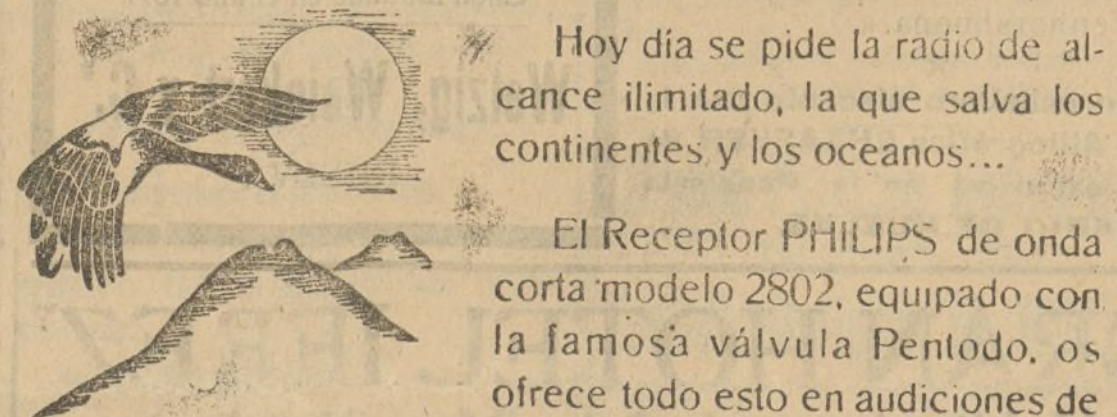 Hoy día se pide la radio de al-
cance ilimitado, la que salva los
continentes y los oceanos...
El Receptor PHILIPS de onda
corta modelo 2802, equipado con
la famosa válvula Pentodo, os
ofrece todo esto en audiciones de